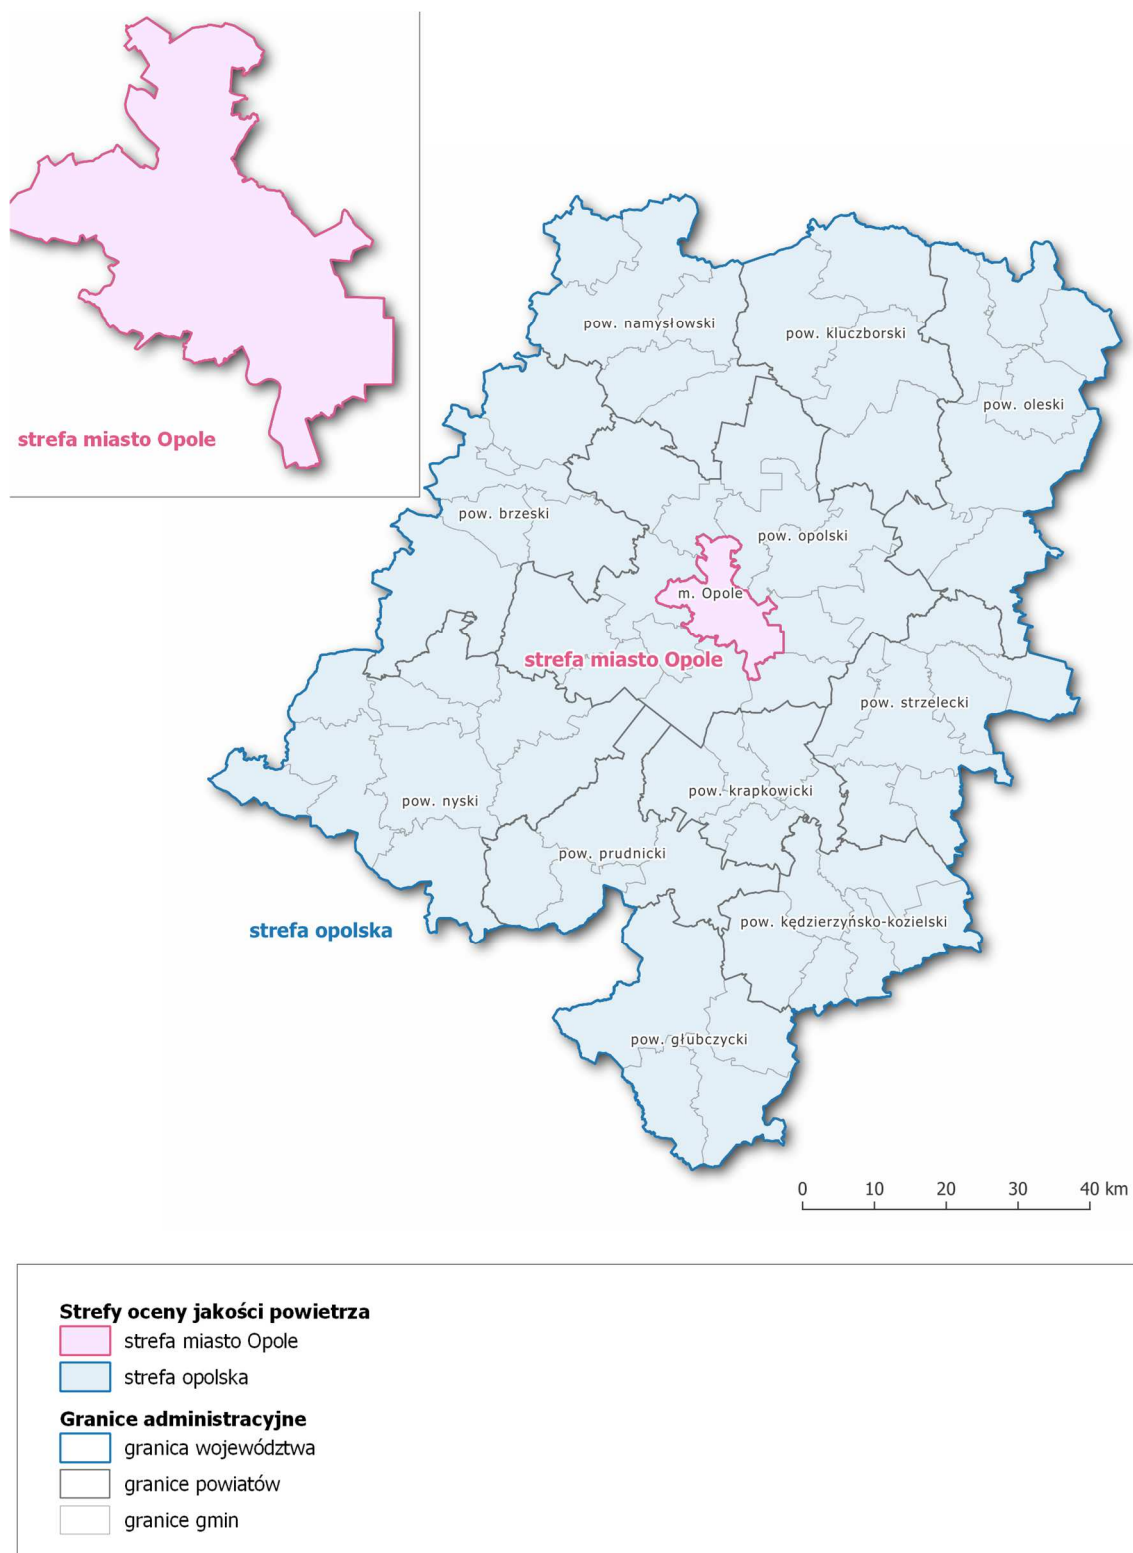 strefa miasto Opole
pow. namysłowski
pow. kluczborski
pow. oleski
pow. brzeski
pow. opolski
m. Opole
strefa miasto Opole
pow. strzelecki
pow. nyski
pow. krapkowicki
pow. prudnicki
strefa opolska
pow. kędzierzyńsko-kozielski
pow. głubczycki
0 10 20 30 40 km
Strefy oceny jakości powietrza
strefa miasto Opole
strefa opolska
Granice administracyjne
granica województwa
granice powiatów
granice gmin